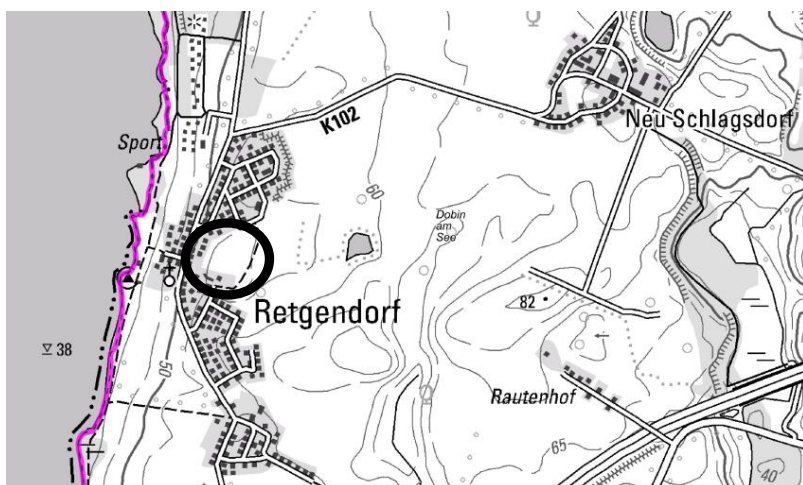 K102
Neu Schlagsdorf
Sport
60
Dobin
am
See
Retgendorf
82
38
50
Rautenhof
65
40